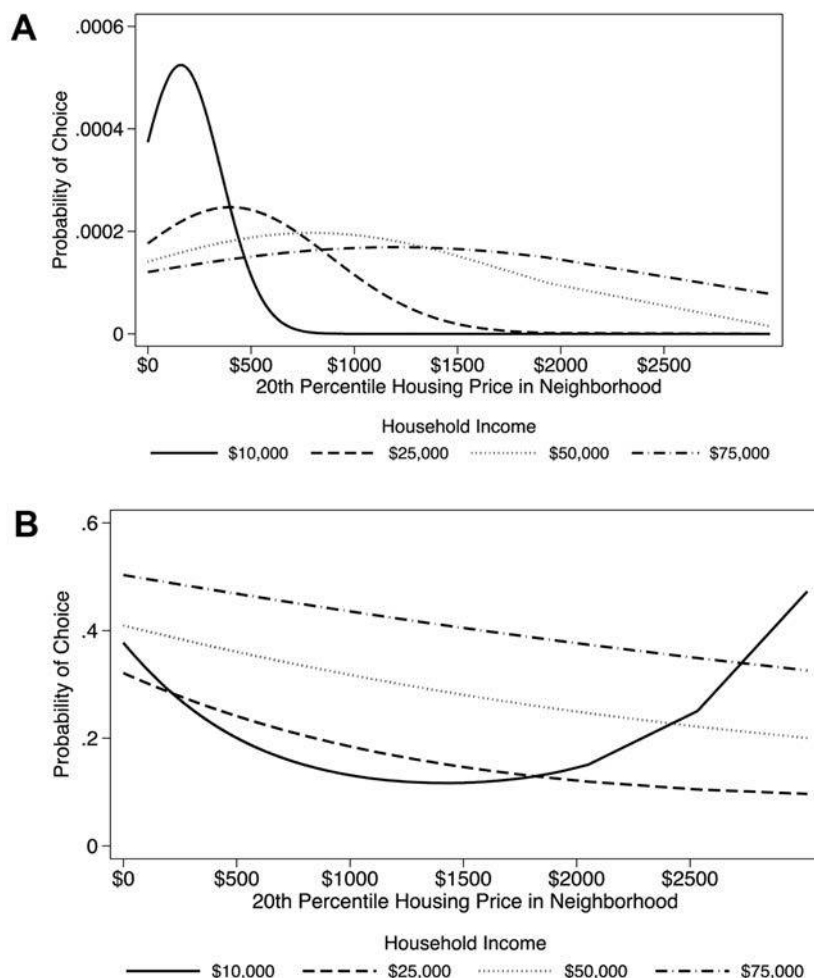 A
.0006
.0004
.0002
0
Probability of Choice
$0 $500 $1000 $1500 $2000 $2500
20th Percentile Housing Price in Neighborhood
Household Income
$10,000 $25,000 $50,000 $75,000
B
.6
.4
.2
0
Probability of Choice
$0 $500 $1000 $1500 $2000 $2500
20th Percentile Housing Price in Neighborhood
Household Income
$10,000 $25,000 $50,000 $75,000